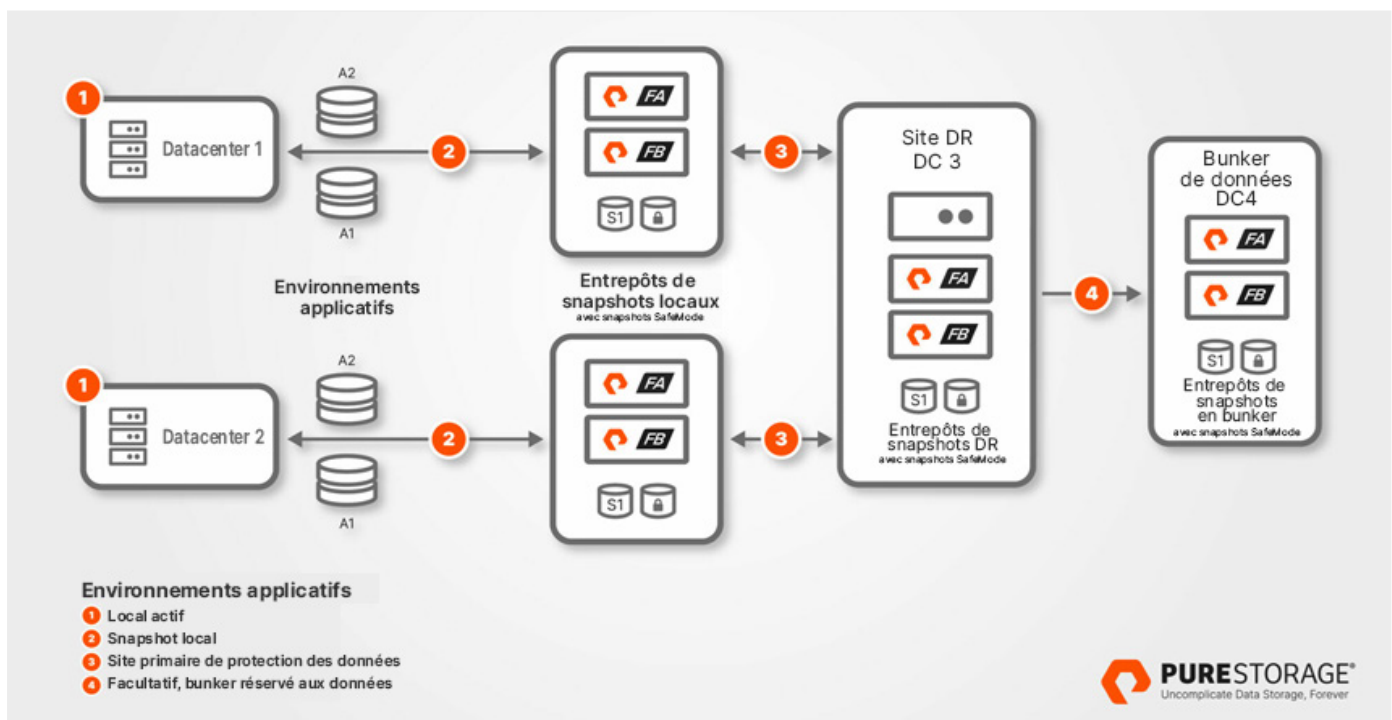 1
Datacenter 1
A2
A1
2
Environnements
applicatifs
FA
FB
S1
Entrepôts de
snapshots locaux
avec snapshots SafeMode
3
1
Datacenter 2
A2
A1
2
FA
FB
S1
3
Site DR
DC 3
FA
FB
S1
Entrepôts de
snapshots DR
avec snapshots SafeMode
4
Bunker
de données
DC4
FA
FB
S1
Entrepôts de
snapshots
en bunker
avec snapshots SafeMode
Environnements applicatifs
1 Local actif
2 Snapshot local
3 Site primaire de protection des données
4 Facultatif, bunker réservé aux données
PURESTORAGE®
Uncomplicate Data Storage, Forever